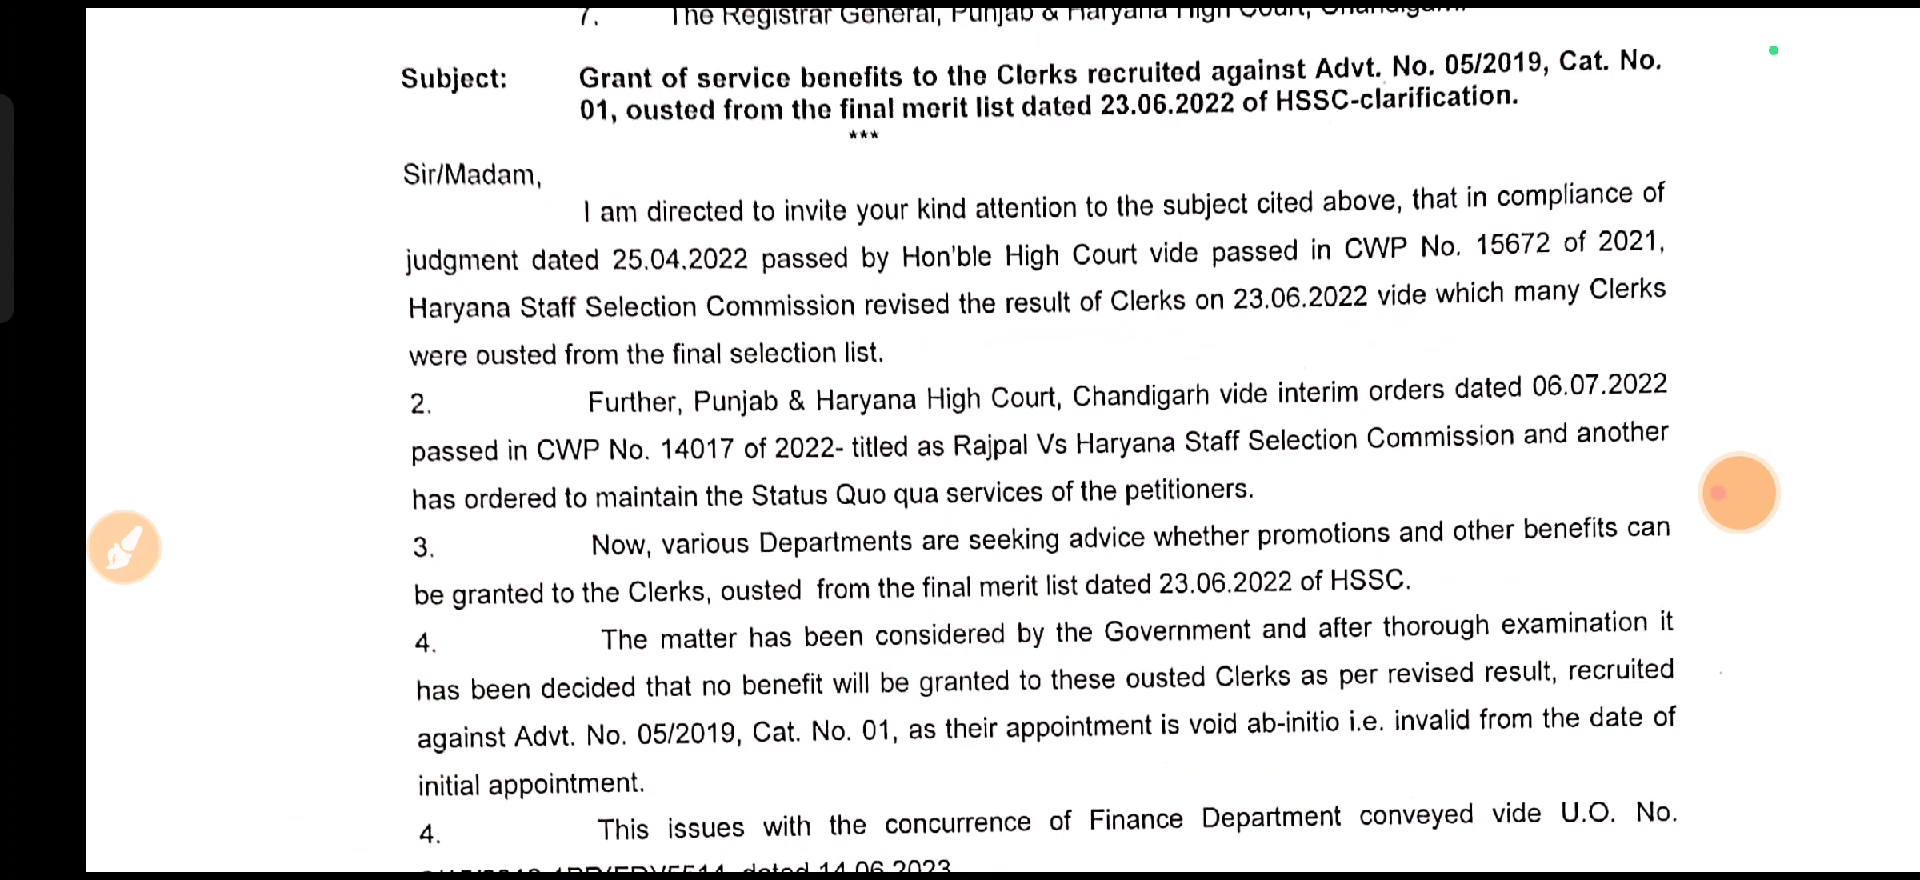 7. The Registrar General, Punjab & Haryana High Court, Chandigarh.
Subject: Grant of service benefits to the Clerks recruited against Advt. No. 05/2019, Cat. No.
01, ousted from the final merit list dated 23.06.2022 of HSSC-clarification.
***
Sir/Madam,
I am directed to invite your kind attention to the subject cited above, that in compliance of
judgment dated 25.04.2022 passed by Hon'ble High Court vide passed in CWP No. 15672 of 2021,
Haryana Staff Selection Commission revised the result of Clerks on 23.06.2022 vide which many Clerks
were ousted from the final selection list.
2. Further, Punjab & Haryana High Court, Chandigarh vide interim orders dated 06.07.2022
passed in CWP No. 14017 of 2022- titled as Rajpal Vs Haryana Staff Selection Commission and another
has ordered to maintain the Status Quo qua services of the petitioners.
3. Now, various Departments are seeking advice whether promotions and other benefits can
be granted to the Clerks, ousted from the final merit list dated 23.06.2022 of HSSC.
4. The matter has been considered by the Government and after thorough examination it
has been decided that no benefit will be granted to these ousted Clerks as per revised result, recruited
against Advt. No. 05/2019, Cat. No. 01, as their appointment is void ab-initio i.e. invalid from the date of
initial appointment.
4. This issues with the concurrence of Finance Department conveyed vide U.O. No.
dated 14.06.2023